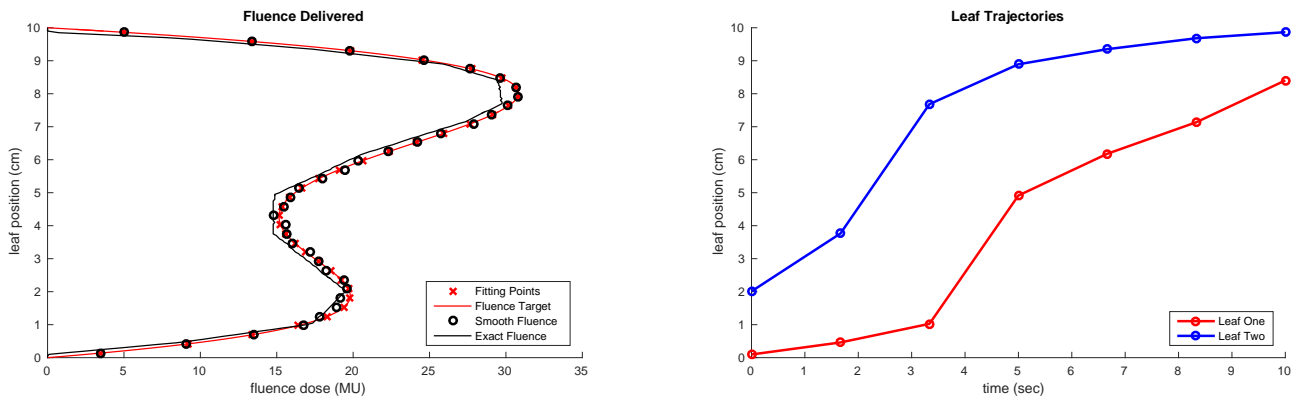 Fluence Delivered
10
9
8
7
6
5
4
3
2
1
0
leaf position (cm)
0 5 10 15 20 25 30 35
fluence dose (MU)
Fitting Points
Fluence Target
Smooth Fluence
Exact Fluence
Leaf Trajectories
10
9
8
7
6
5
4
3
2
1
0
leaf position (cm)
0 1 2 3 4 5 6 7 8 9 10
time (sec)
Leaf One
Leaf Two